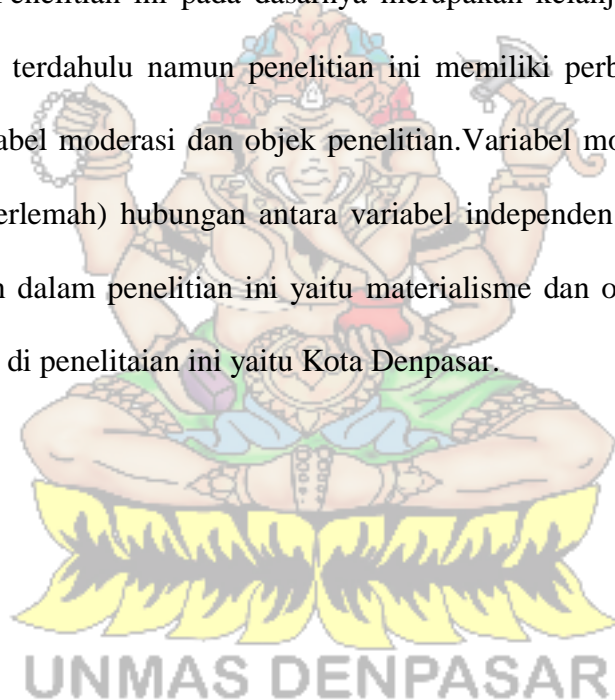 Penelitian ini pada dasarnya merupakan kelanj
terdahulu namun penelitian ini memiliki perb
abel moderasi dan objek penelitian.Variabel mo
erlemah) hubungan antara variabel independen
dalam penelitian ini yaitu materialisme dan o
di penelitaian ini yaitu Kota Denpasar.
UNMAS DENPASAR